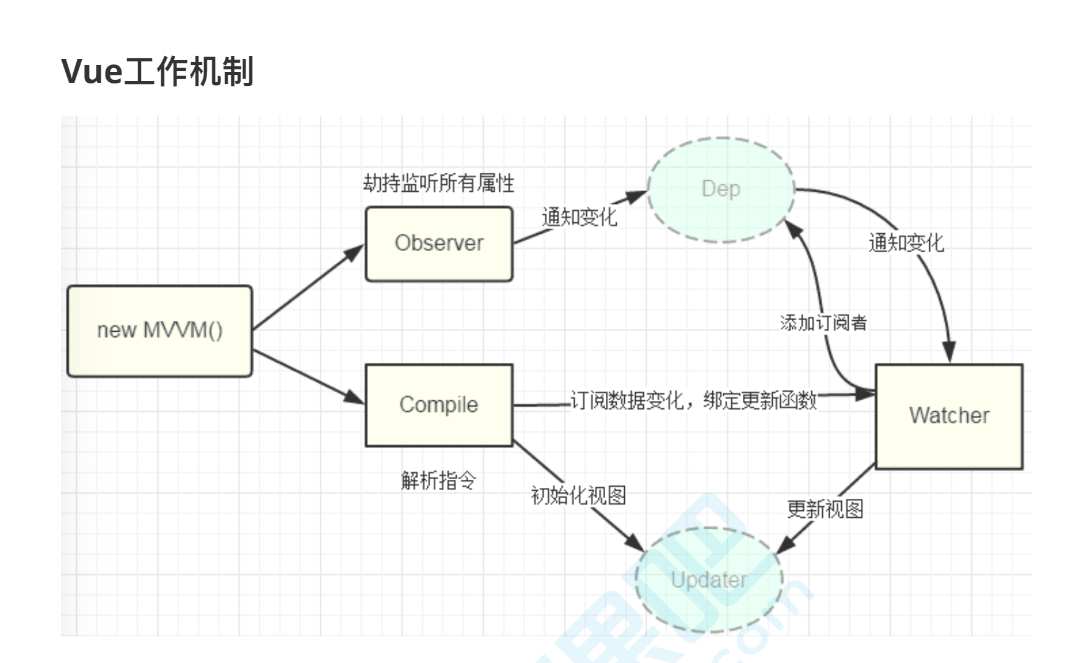 Vue工作机制
劫持监听所有属性
Dep
通知变化
Observer
通知变化
new MVVM()
添加订阅者
Compile
订阅数据变化，绑定更新函数
Watcher
解析指令
初始化视图
更新视图
Updater